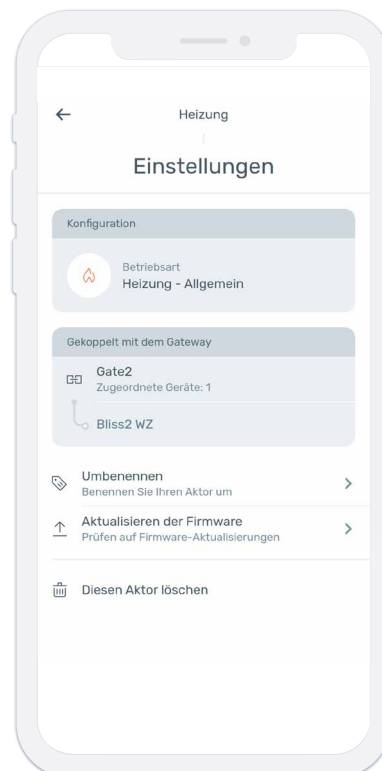 Heizung
Einstellungen
Konfiguration
Betriebsart
Heizung - Allgemein
Gekoppelt mit dem Gateway
Gate2
Zugeordnete Geräte: 1
Bliss2 WZ
Umbenennen
Benennen Sie Ihren Aktor um
Aktualisieren der Firmware
Prüfen auf Firmware-Aktualisierungen
Diesen Aktor löschen